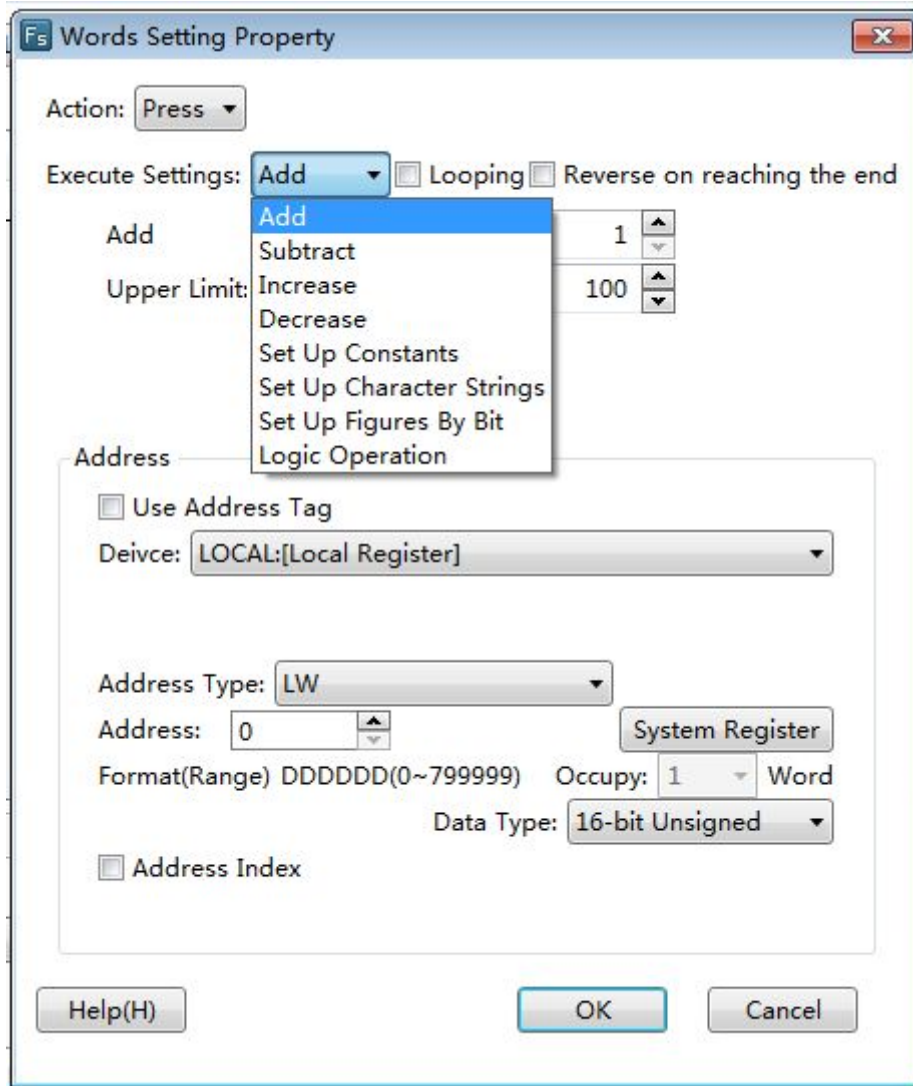 Fs Words Setting Property
Action: Press
Execute Settings: Add Looping Reverse on reaching the end
Add
Subtract
Increase
Decrease
Set Up Constants
Set Up Character Strings
Set Up Figures By Bit
Logic Operation
Add 1
Upper Limit: 100
Address
Use Address Tag
Deivce: LOCAL:[Local Register]
Address Type: LW
Address: 0 System Register
Format(Range) DDDDDD(0~799999) Occupy: 1 Word
Data Type: 16-bit Unsigned
Address Index
Help(H) OK Cancel